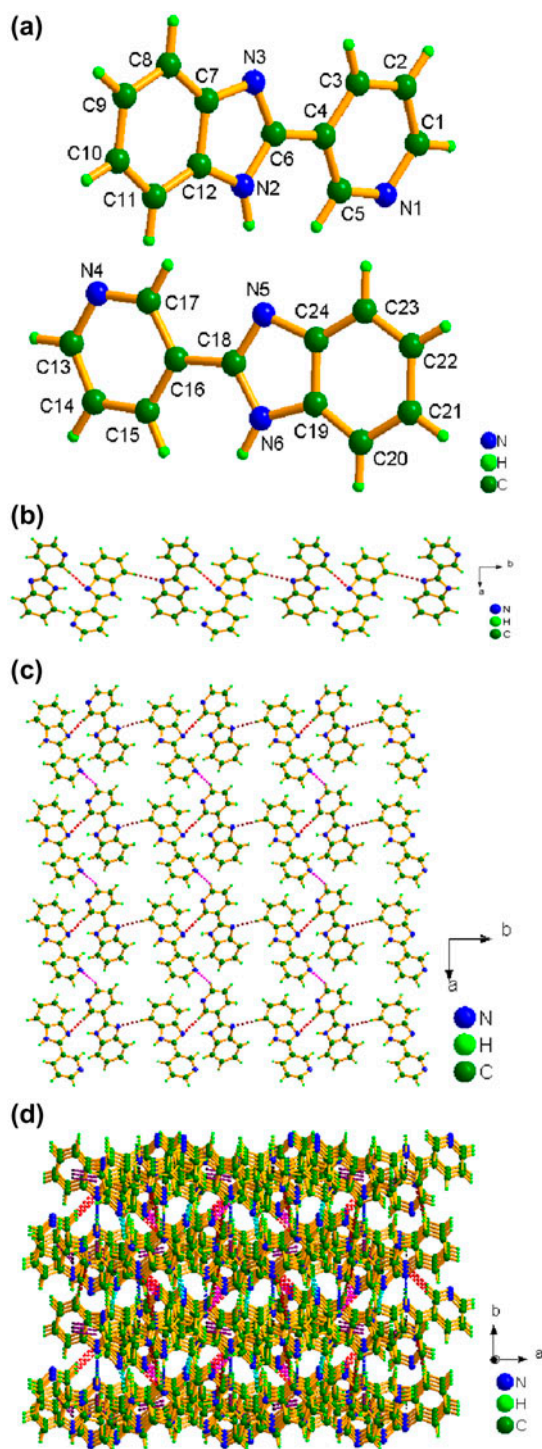 (a)
C8 C7 N3 C3 C2
C9 C4 C1
C10 C6
C11 C12 N2 C5 N1
N4 C17 N5 C24 C23
C13 C18 C22
C16
C14 C15 N6 C19 C21
C20
N
H
C
(b)
b
a
N
H
C
(c)
b
a
N
H
C
(d)
b
a
N
H
C